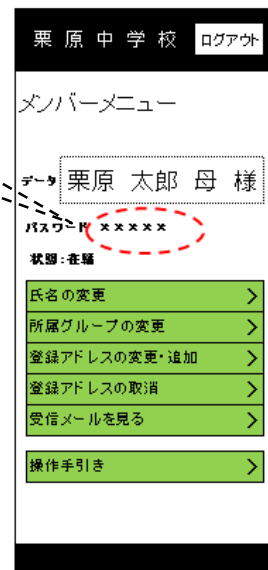 栗原中学校 ログアウト
メンバーメニュー
データ 栗原 太郎 母 様
パスワード ×××××
状態:在籍
氏名の変更
所属グループの変更
登録アドレスの変更・追加
登録アドレスの取消
受信メールを見る
操作手引き